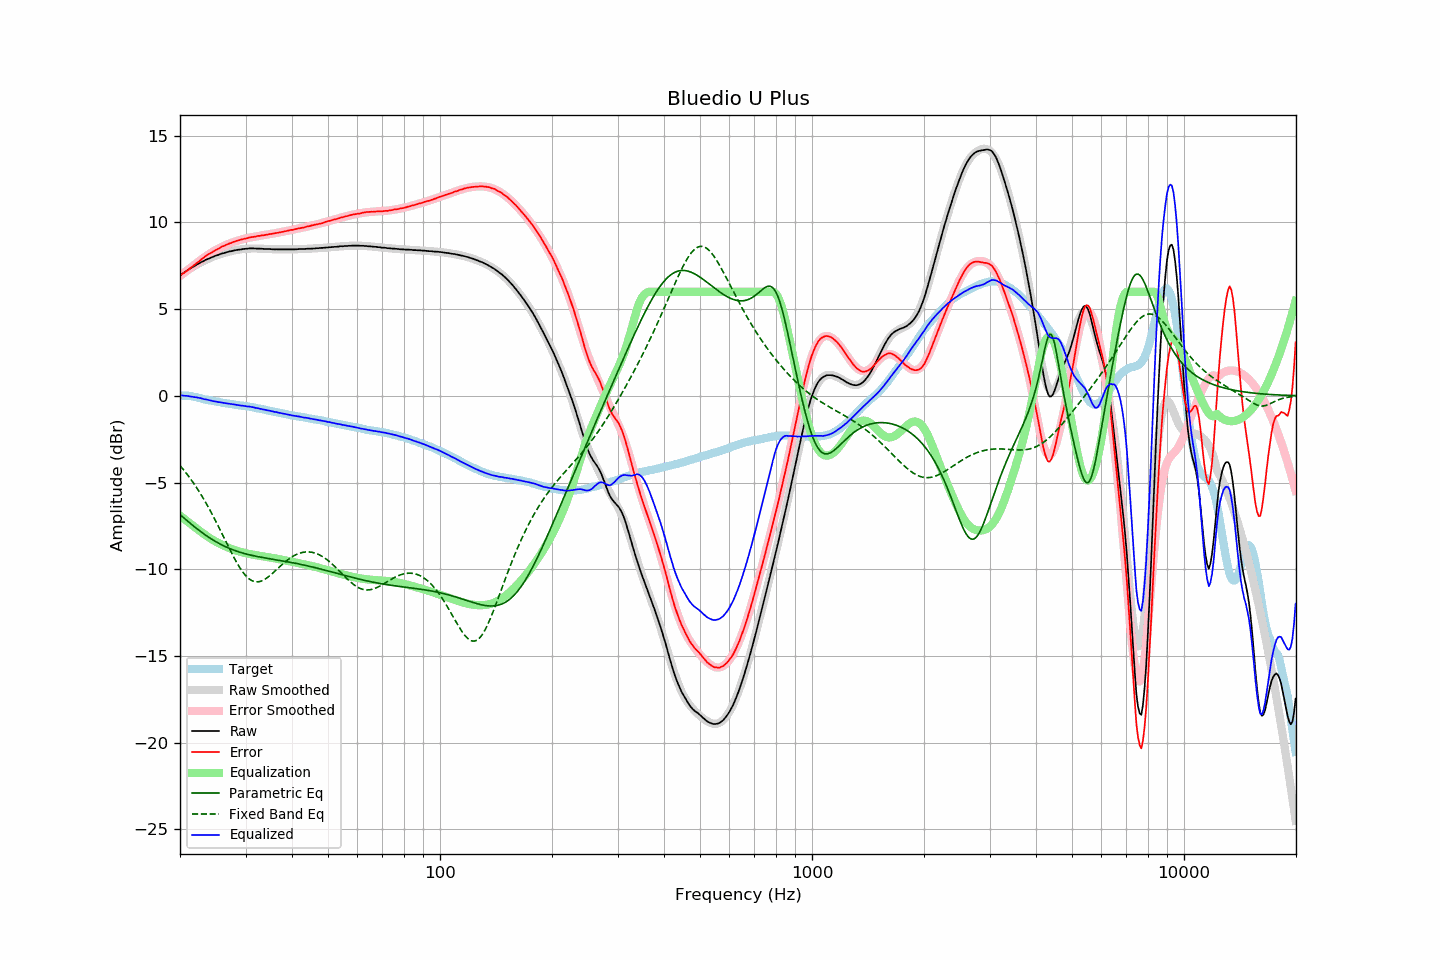 Bluedio U Plus
15
10
5
0
−5
−10
−15
−20
−25
Amplitude (dBr)
Target
Raw Smoothed
Error Smoothed
Raw
Error
Equalization
Parametric Eq
Fixed Band Eq
Equalized
100
1000
10000
Frequency (Hz)